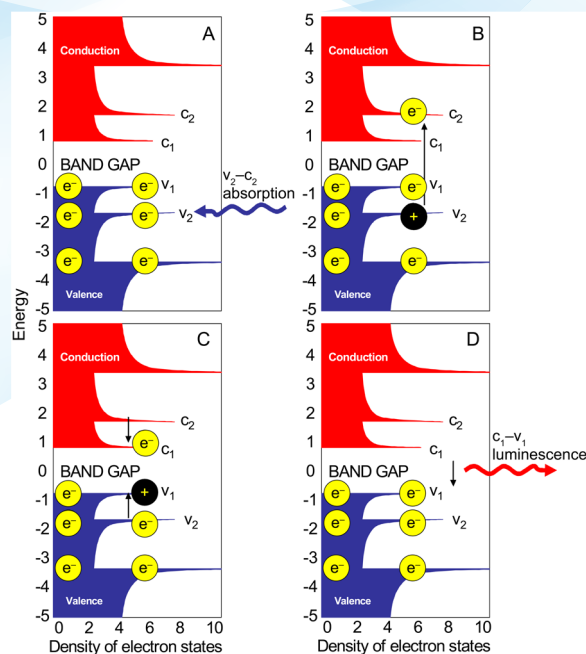 Energy
A
5
4
3
2
1
0
-1
-2
-3
-4
-5
Conduction
c2
c1
BAND GAP
e⁻ e⁻ v1
e⁻ e⁻ v2
e⁻ e⁻
Valence
v2–c2
absorption
B
5
4
3
2
1
0
-1
-2
-3
-4
-5
Conduction
e⁻ c2
c1
BAND GAP
e⁻ e⁻ v1
e⁻ + v2
e⁻ e⁻
Valence
C
5
4
3
2
1
0
-1
-2
-3
-4
-5
Conduction
c2
e⁻ c1
BAND GAP
e⁻ + v1
e⁻ e⁻ v2
e⁻ e⁻
Valence
0 2 4 6 8 10
Density of electron states
D
5
4
3
2
1
0
-1
-2
-3
-4
-5
Conduction
c2
c1
BAND GAP
e⁻ e⁻ v1
e⁻ e⁻ v2
e⁻ e⁻
Valence
c1–v1
luminescence
0 2 4 6 8 10
Density of electron states